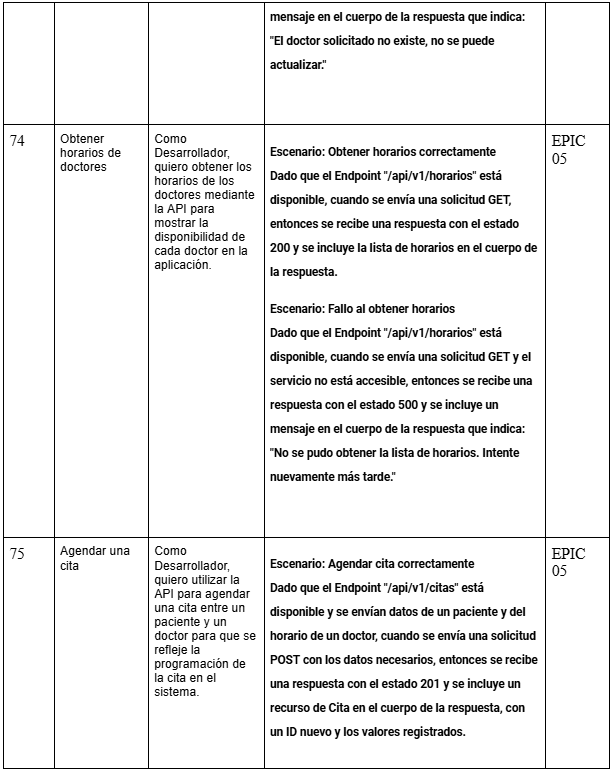 mensaje en el cuerpo de la respuesta que indica:
"El doctor solicitado no existe, no se puede
actualizar."
74
Obtener
horarios de
doctores
Como
Desarrollador,
quiero obtener los
horarios de los
doctores mediante
la API para
mostrar la
disponibilidad de
cada doctor en la
aplicación.
Escenario: Obtener horarios correctamente
Dado que el Endpoint "/api/v1/horarios" está
disponible, cuando se envía una solicitud GET,
entonces se recibe una respuesta con el estado
200 y se incluye la lista de horarios en el cuerpo de
la respuesta.
Escenario: Fallo al obtener horarios
Dado que el Endpoint "/api/v1/horarios" está
disponible, cuando se envía una solicitud GET y el
servicio no está accesible, entonces se recibe una
respuesta con el estado 500 y se incluye un
mensaje en el cuerpo de la respuesta que indica:
"No se pudo obtener la lista de horarios. Intente
nuevamente más tarde."
EPIC
05
75
Agendar una
cita
Como
Desarrollador,
quiero utilizar la
API para agendar
una cita entre un
paciente y un
doctor para que se
refleje la
programación de
la cita en el
sistema.
Escenario: Agendar cita correctamente
Dado que el Endpoint "/api/v1/citas" está
disponible y se envían datos de un paciente y del
horario de un doctor, cuando se envía una solicitud
POST con los datos necesarios, entonces se recibe
una respuesta con el estado 201 y se incluye un
recurso de Cita en el cuerpo de la respuesta, con
un ID nuevo y los valores registrados.
EPIC
05